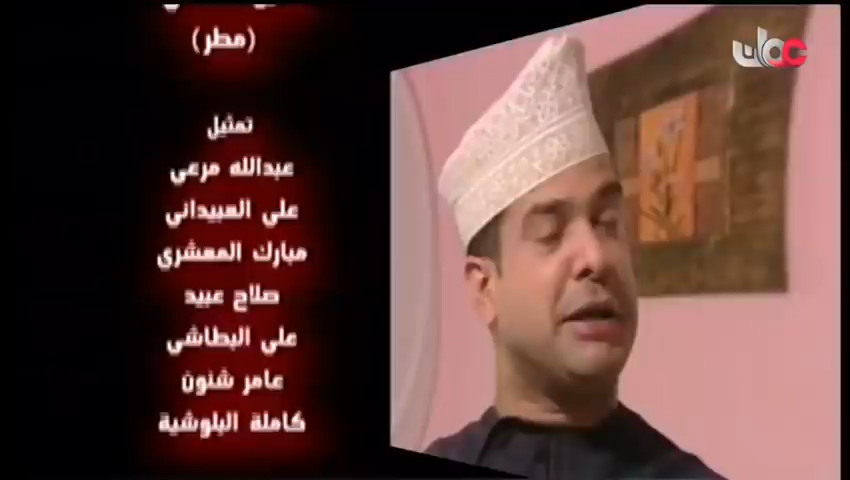 (مطر)
تمثيل
عبدالله مرعي
علي العبيداني
مبارك المعشري
صلاح عبيد
علي البطاشي
عامر شنون
كاملة البلوشية